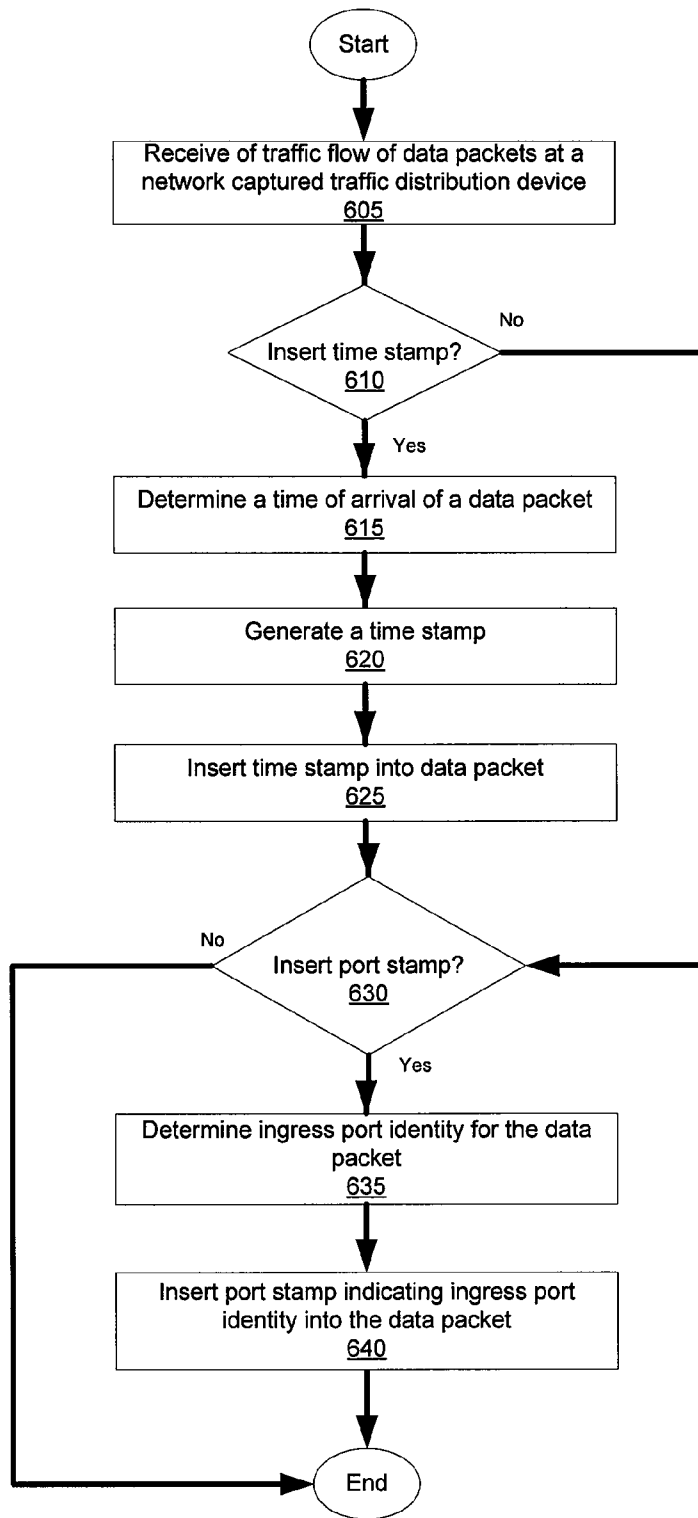 Start
Receive of traffic flow of data packets at a
network captured traffic distribution device
605
No
Insert time stamp?
610
Yes
Determine a time of arrival of a data packet
615
Generate a time stamp
620
Insert time stamp into data packet
625
No
Insert port stamp?
630
Yes
Determine ingress port identity for the data
packet
635
Insert port stamp indicating ingress port
identity into the data packet
640
End